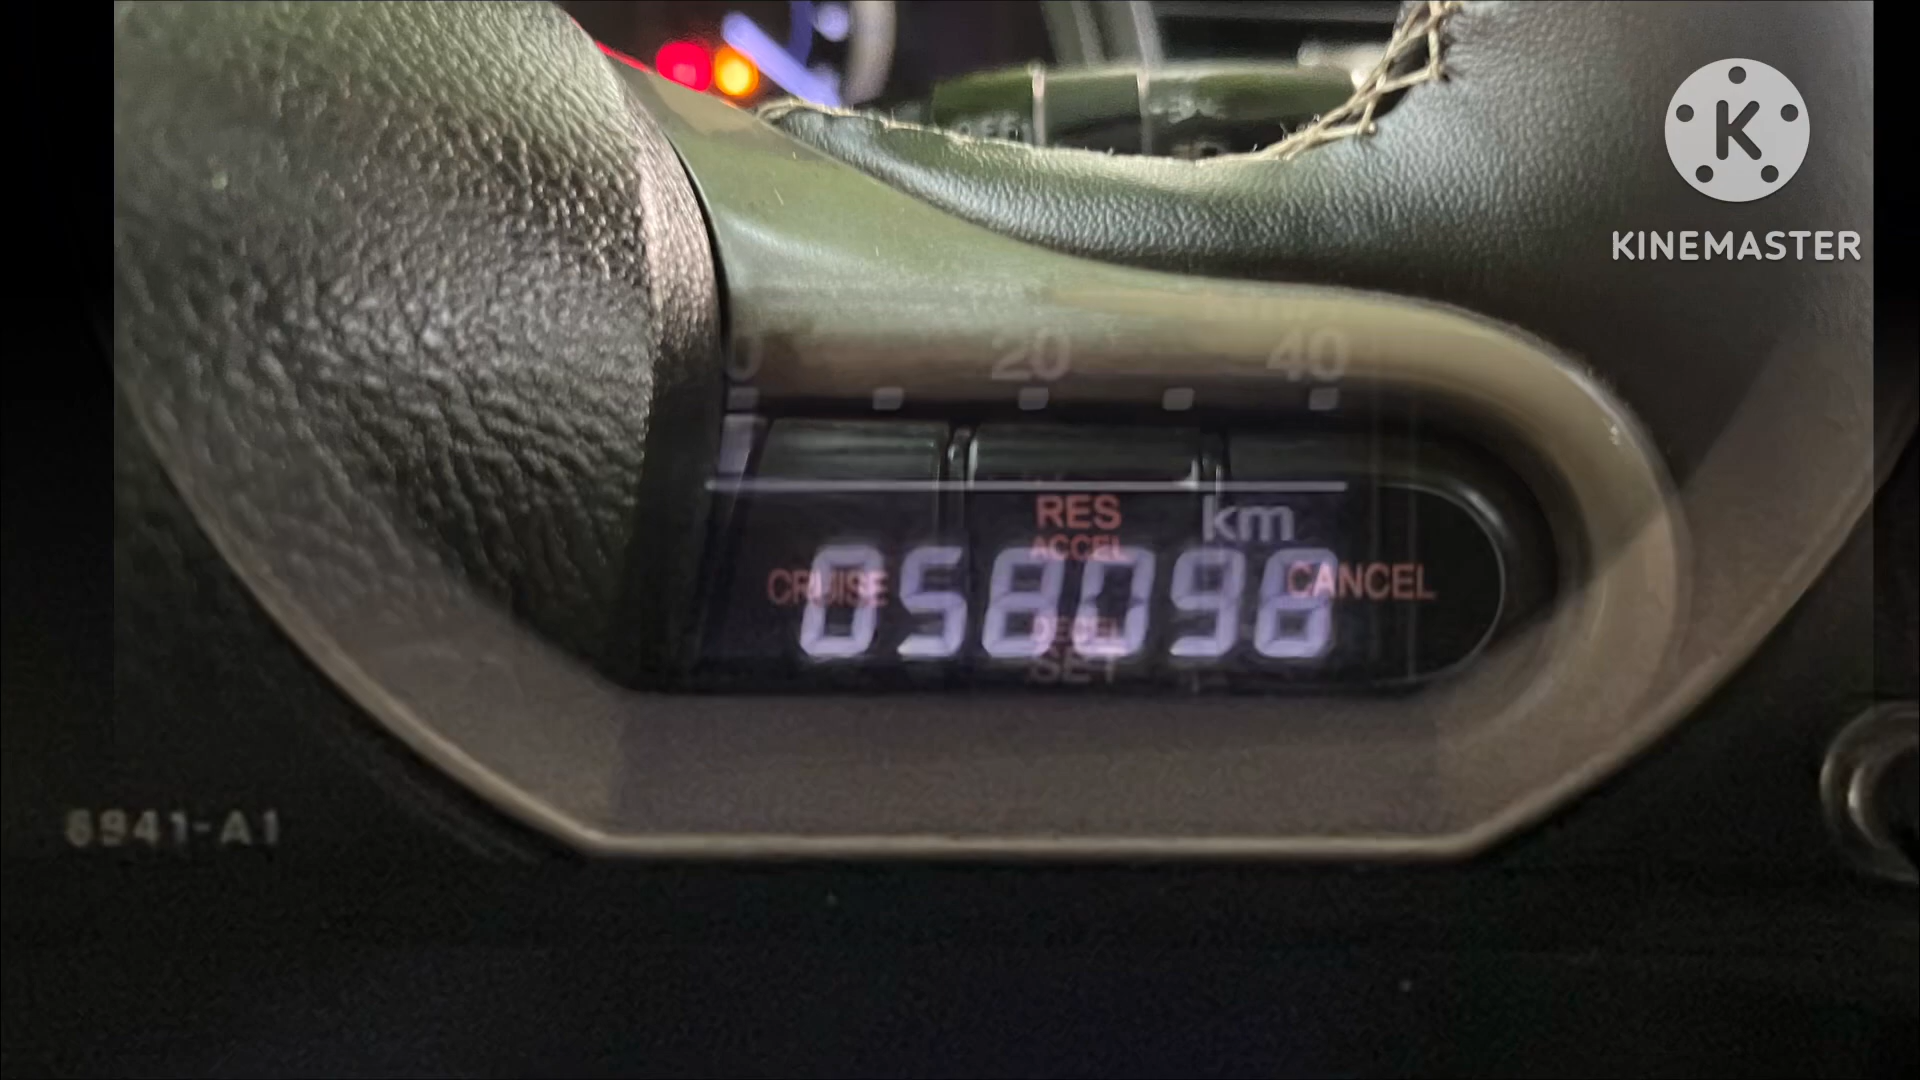 K
KINEMASTER
0 20 40
RES
km
ACCEL
CRUISE
058098
CANCEL
DECEL
SET
6941-A1